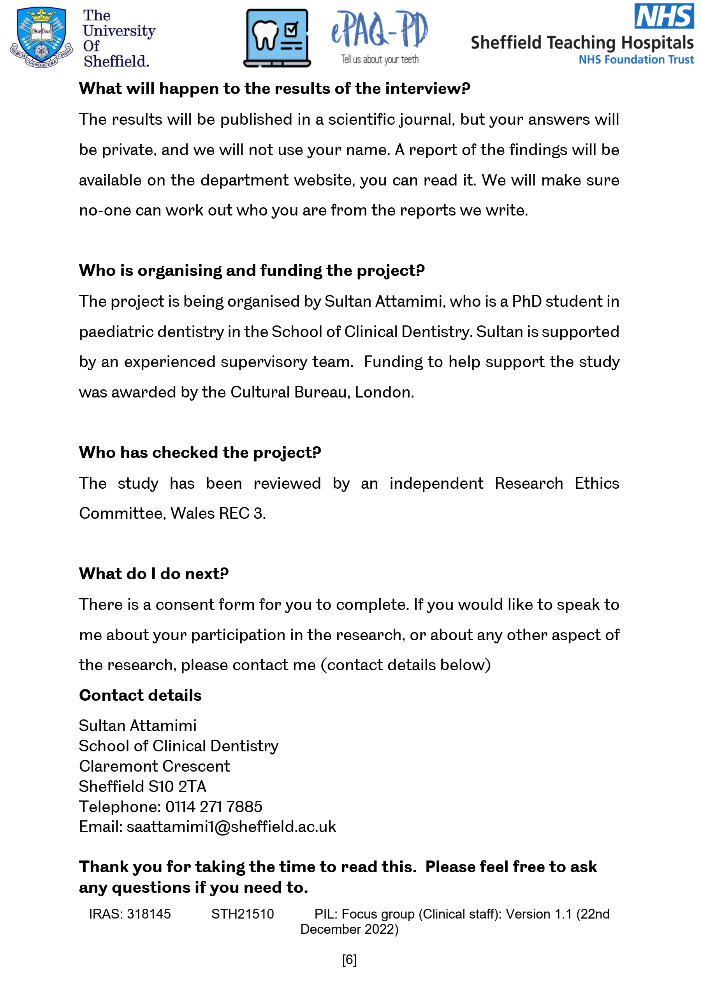 The
University
Of
Sheffield.
Disce Doce
RERVM COGNOSCERE CAVSAS
ePAQ-PD
Tell us about your teeth
NHS
Sheffield Teaching Hospitals
NHS Foundation Trust
What will happen to the results of the interview?
The results will be published in a scientific journal, but your answers will
be private, and we will not use your name. A report of the findings will be
available on the department website, you can read it. We will make sure
no-one can work out who you are from the reports we write.
Who is organising and funding the project?
The project is being organised by Sultan Attamimi, who is a PhD student in
paediatric dentistry in the School of Clinical Dentistry. Sultan is supported
by an experienced supervisory team.  Funding to help support the study
was awarded by the Cultural Bureau, London.
Who has checked the project?
The study has been reviewed by an independent Research Ethics
Committee, Wales REC 3.
What do I do next?
There is a consent form for you to complete. If you would like to speak to
me about your participation in the research, or about any other aspect of
the research, please contact me (contact details below)
Contact details
Sultan Attamimi
School of Clinical Dentistry
Claremont Crescent
Sheffield S10 2TA
Telephone: 0114 271 7885
Email: saattamimi1@sheffield.ac.uk
Thank you for taking the time to read this.  Please feel free to ask
any questions if you need to.
IRAS: 318145 STH21510 PIL: Focus group (Clinical staff): Version 1.1 (22nd
December 2022)
[6]